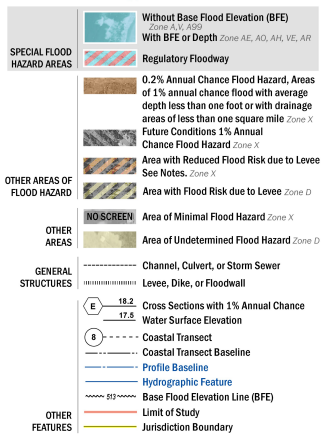 Without Base Flood Elevation (BFE)
Zone A,V, A99
With BFE or Depth Zone AE, AO, AH, VE, AR
SPECIAL FLOOD
HAZARD AREAS
Regulatory Floodway
0.2% Annual Chance Flood Hazard, Areas
of 1% annual chance flood with average
depth less than one foot or with drainage
areas of less than one square mile Zone X
Future Conditions 1% Annual
Chance Flood Hazard Zone X
Area with Reduced Flood Risk due to Levee
See Notes. Zone X
OTHER AREAS OF
FLOOD HAZARD
Area with Flood Risk due to Levee Zone D
NO SCREEN
Area of Minimal Flood Hazard Zone X
OTHER
AREAS
Area of Undetermined Flood Hazard Zone D
GENERAL
STRUCTURES
Channel, Culvert, or Storm Sewer
Levee, Dike, or Floodwall
E
18.2
Cross Sections with 1% Annual Chance
17.5
Water Surface Elevation
8
Coastal Transect
Coastal Transect Baseline
Profile Baseline
Hydrographic Feature
513
Base Flood Elevation Line (BFE)
OTHER
FEATURES
Limit of Study
Jurisdiction Boundary